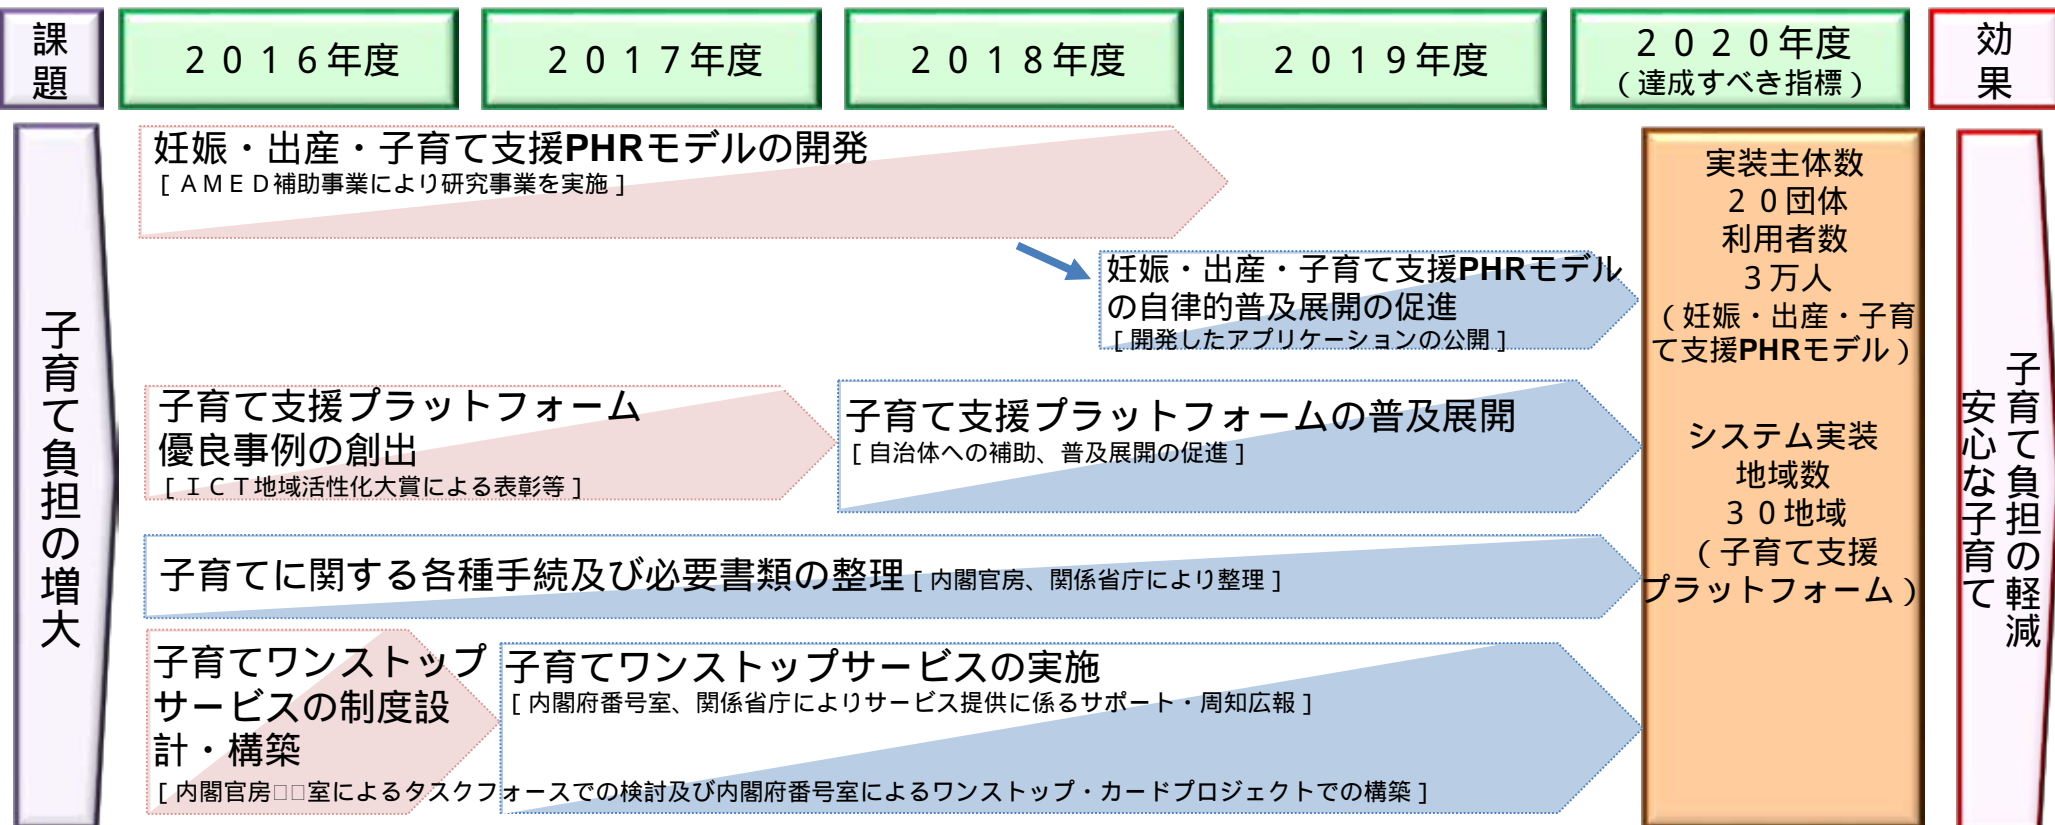 課
題
２０１６年度
２０１７年度
２０１８年度
２０１９年度
２０２０年度
（達成すべき指標）
効
果
子育て負担の増大
妊娠・出産・子育て支援PHRモデルの開発
［ＡＭＥＤ補助事業により研究事業を実施］
妊娠・出産・子育て支援PHRモデル
の自律的普及展開の促進
［開発したアプリケーションの公開］
子育て支援プラットフォーム
優良事例の創出
［ＩＣＴ地域活性化大賞による表彰等］
子育て支援プラットフォームの普及展開
［自治体への補助、普及展開の促進］
子育てに関する各種手続及び必要書類の整理［内閣官房、関係省庁により整理］
子育てワンストップ
サービスの制度設
計・構築
子育てワンストップサービスの実施
［内閣府番号室、関係省庁によりサービス提供に係るサポート・周知広報］
［内閣官房□□室によるタスクフォースでの検討及び内閣府番号室によるワンストップ・カードプロジェクトでの構築］
実装主体数
２０団体
利用者数
３万人
（妊娠・出産・子育
て支援PHRモデル）
システム実装
地域数
３０地域
（子育て支援
プラットフォーム）
子育て負担の軽減
安心な子育て